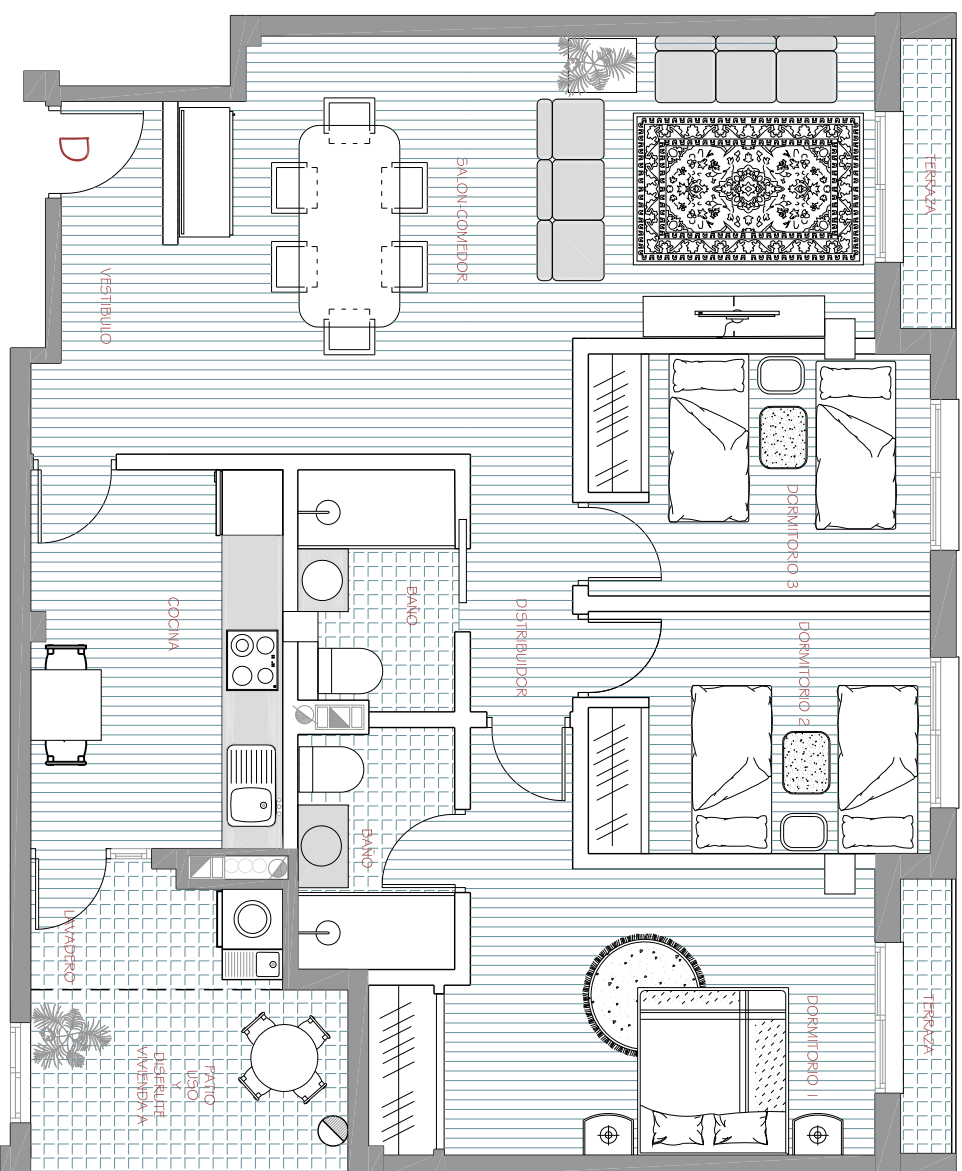 D
SALON-COMEDOR
TERRAZA
VESTIBULO
DORMITORIO 3
COCINA
BAÑO
DISTRIBUIDOR
DORMITORIO 2
BAÑO
LAVADERO
DORMITORIO 1
TERRAZA
PATIO
USO
Y
DISFRUTE
VIVIENDA A